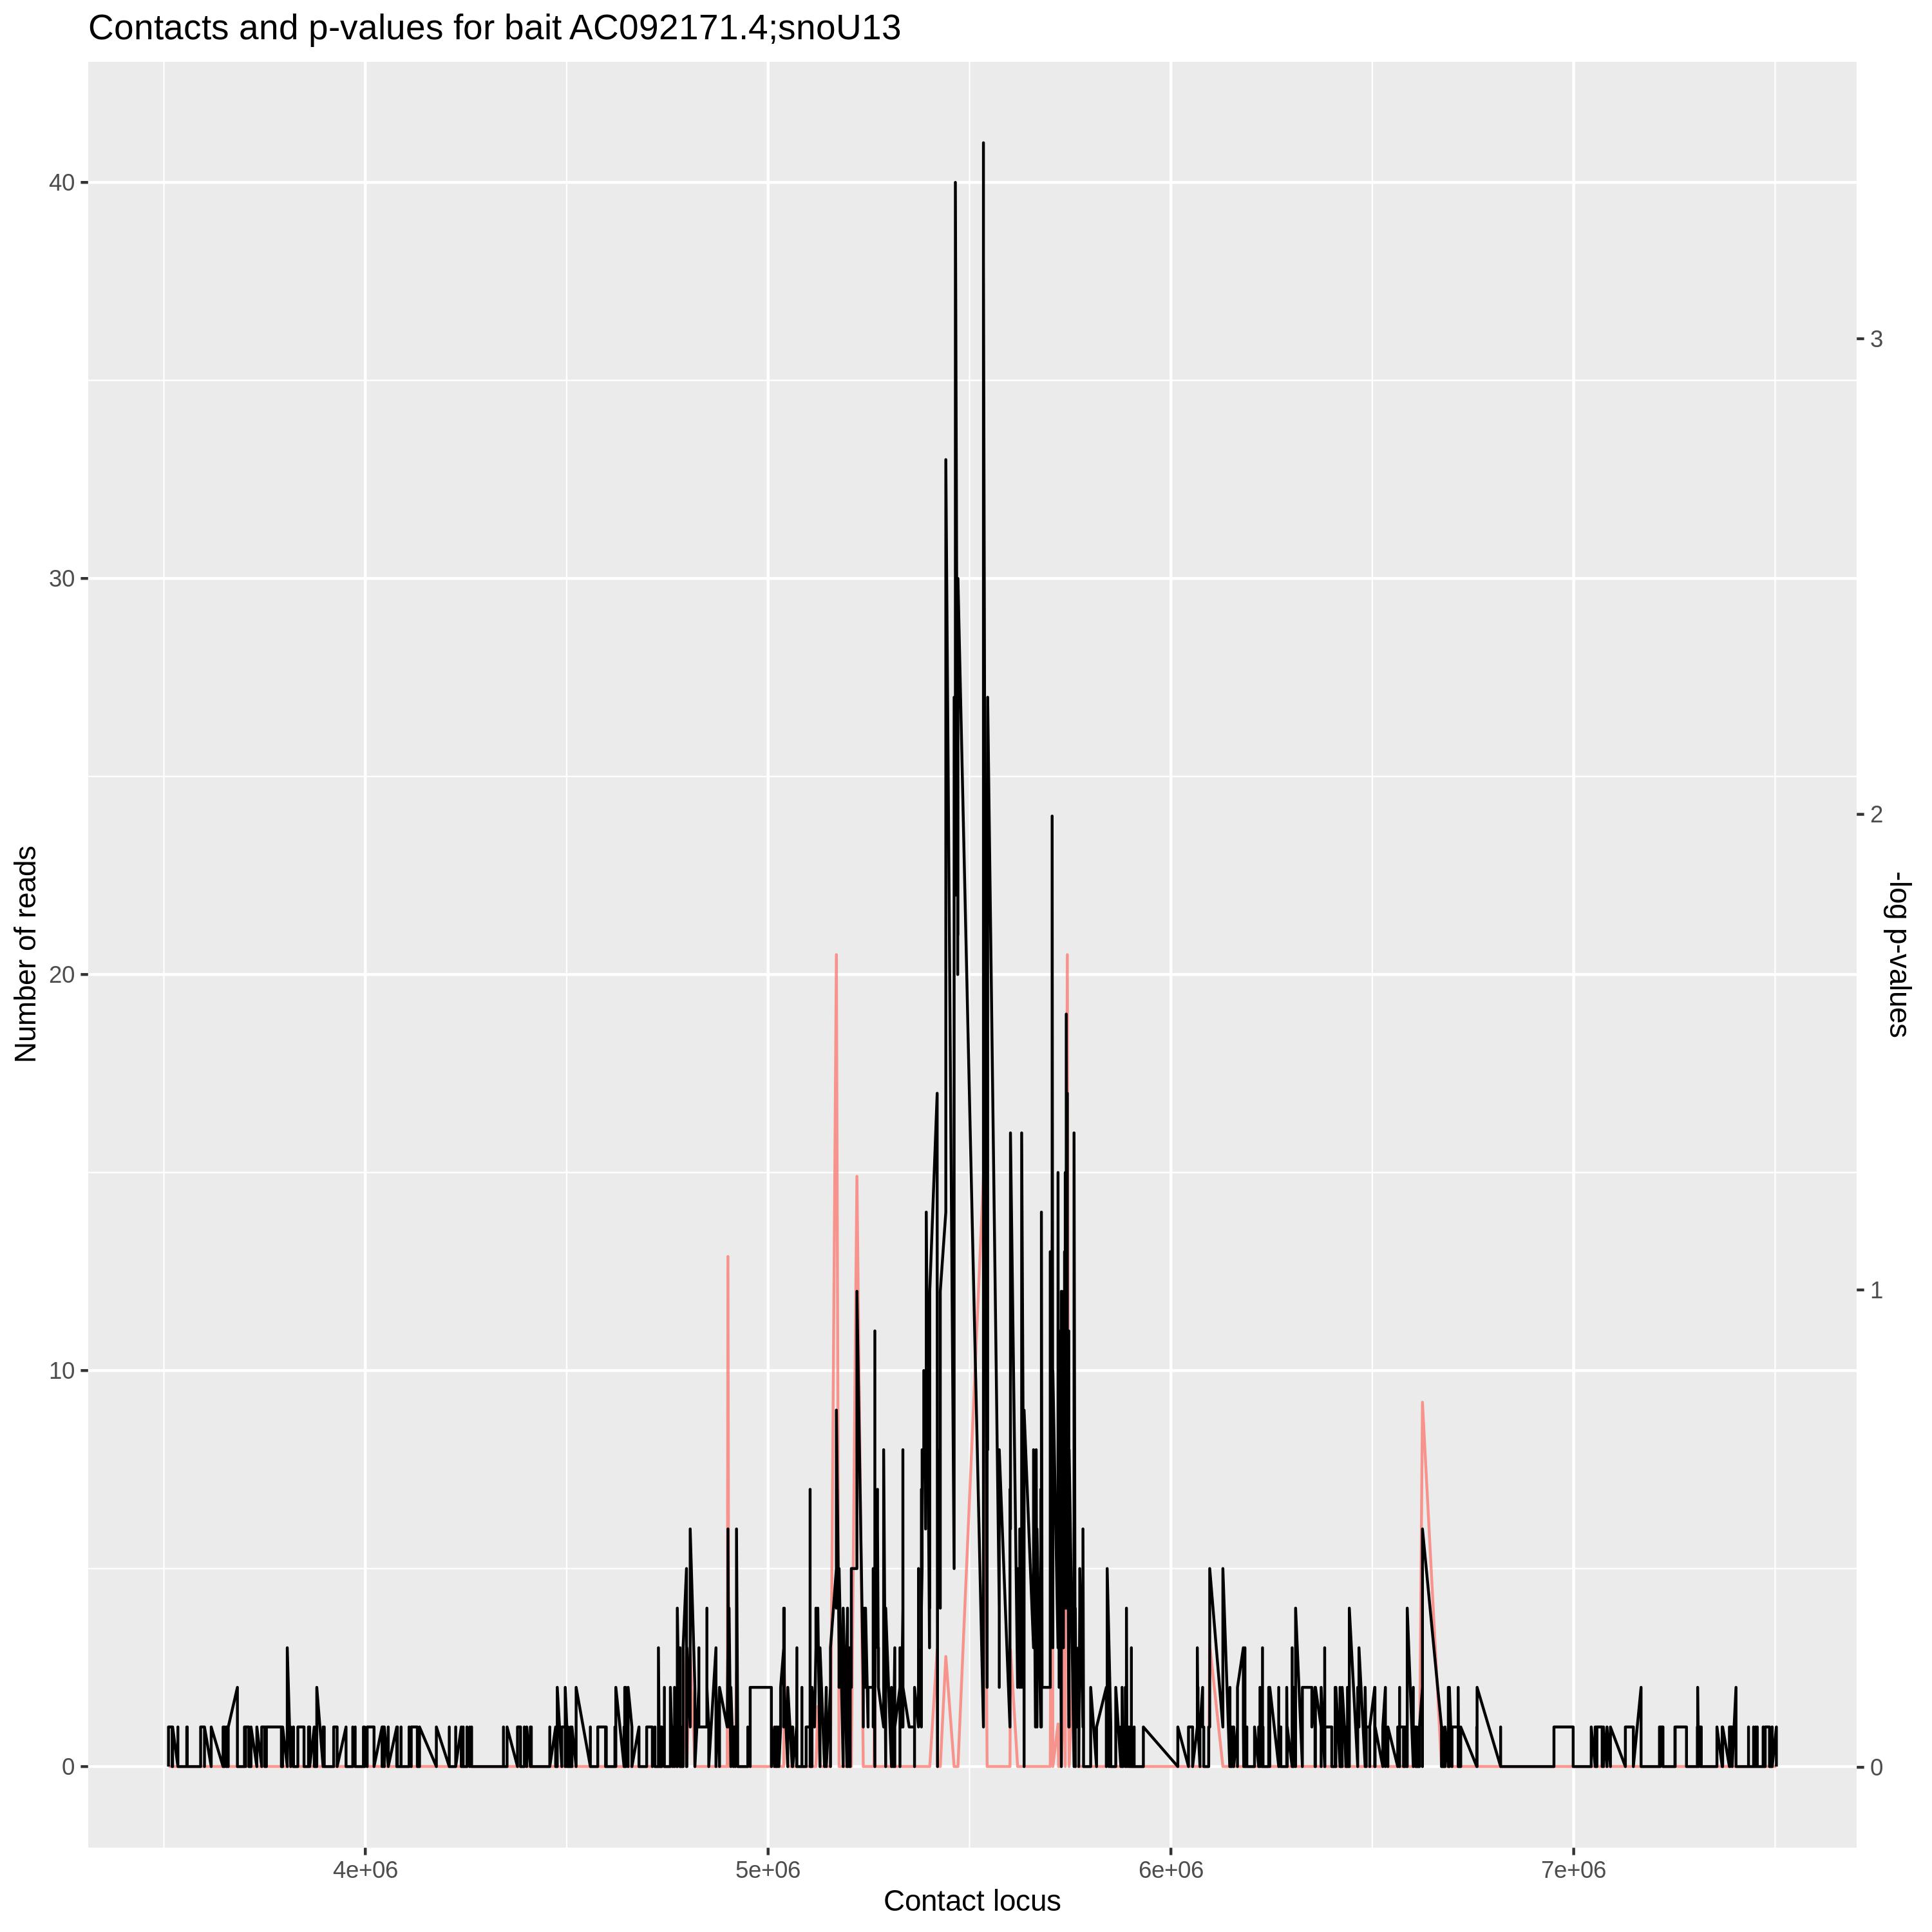 Contacts and p-values for bait AC092171.4;snoU13
40
30
20
10
0
Number of reads
3
2
1
0
-log p-values
4e+06 5e+06 6e+06 7e+06
Contact locus